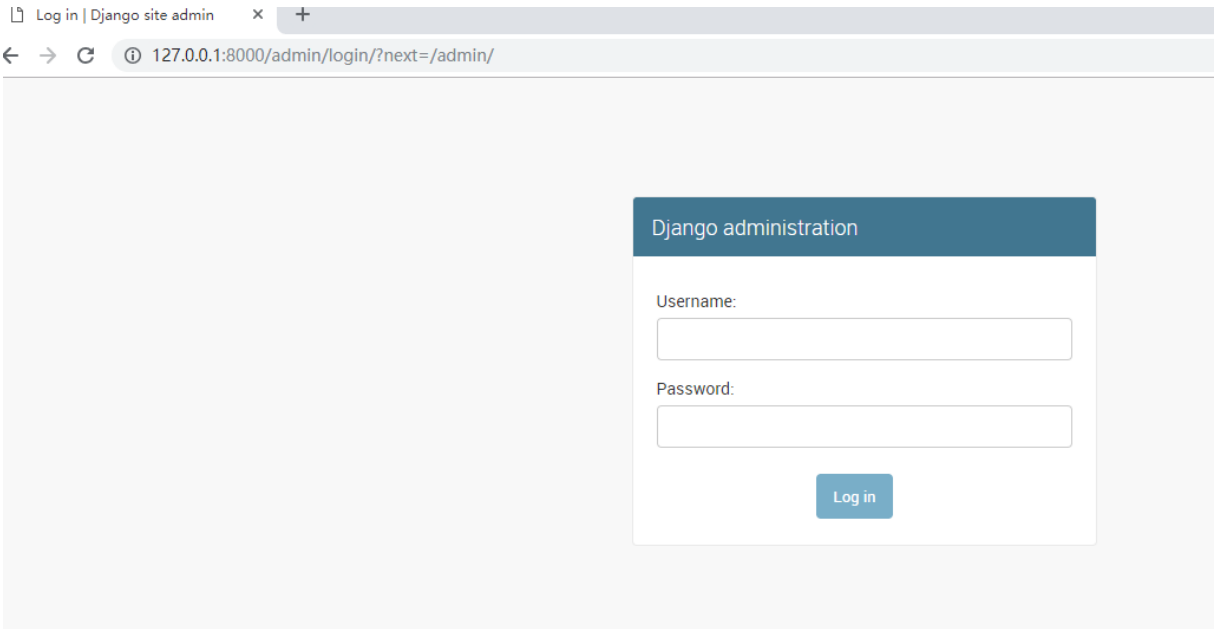 Log in | Django site admin
127.0.0.1:8000/admin/login/?next=/admin/
Django administration
Username:
Password:
Log in